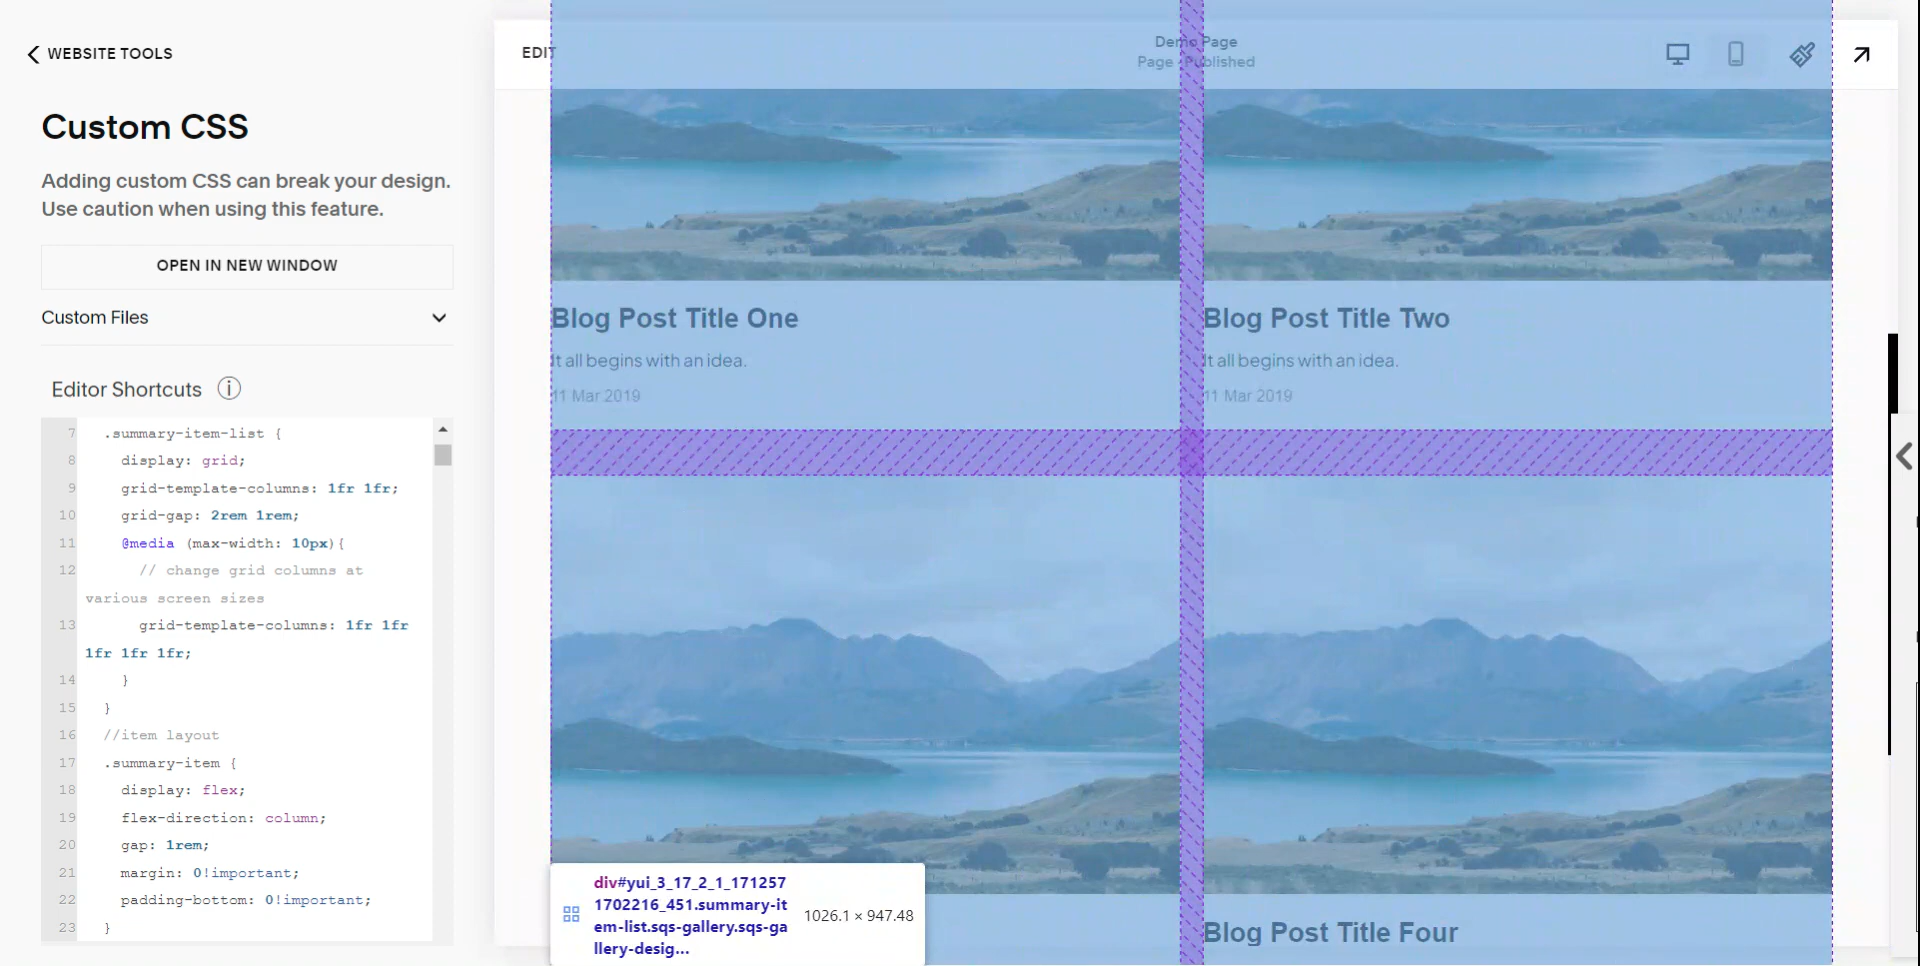 WEBSITE TOOLS
Custom CSS
Adding custom CSS can break your design.
Use caution when using this feature.
OPEN IN NEW WINDOW
Custom Files
Editor Shortcuts
7 .summary-item-list {
8 display: grid;
9 grid-template-columns: 1fr 1fr;
10 grid-gap: 2rem 1rem;
11 @media (max-width: 10px){
12 // change grid columns at
various screen sizes
13 grid-template-columns: 1fr 1fr
1fr 1fr 1fr;
14 }
15 }
16 //item layout
17 .summary-item {
18 display: flex;
19 flex-direction: column;
20 gap: 1rem;
21 margin: 0!important;
22 padding-bottom: 0!important;
23 }
EDIT
Demo Page
Page · Published
Blog Post Title One
It all begins with an idea.
11 Mar 2019
Blog Post Title Two
It all begins with an idea.
11 Mar 2019
div#yui_3_17_2_1_171257
1702216_451.summary-it
em-list.sqs-gallery.sqs-ga
llery-desig...
1026.1 × 947.48
Blog Post Title Four